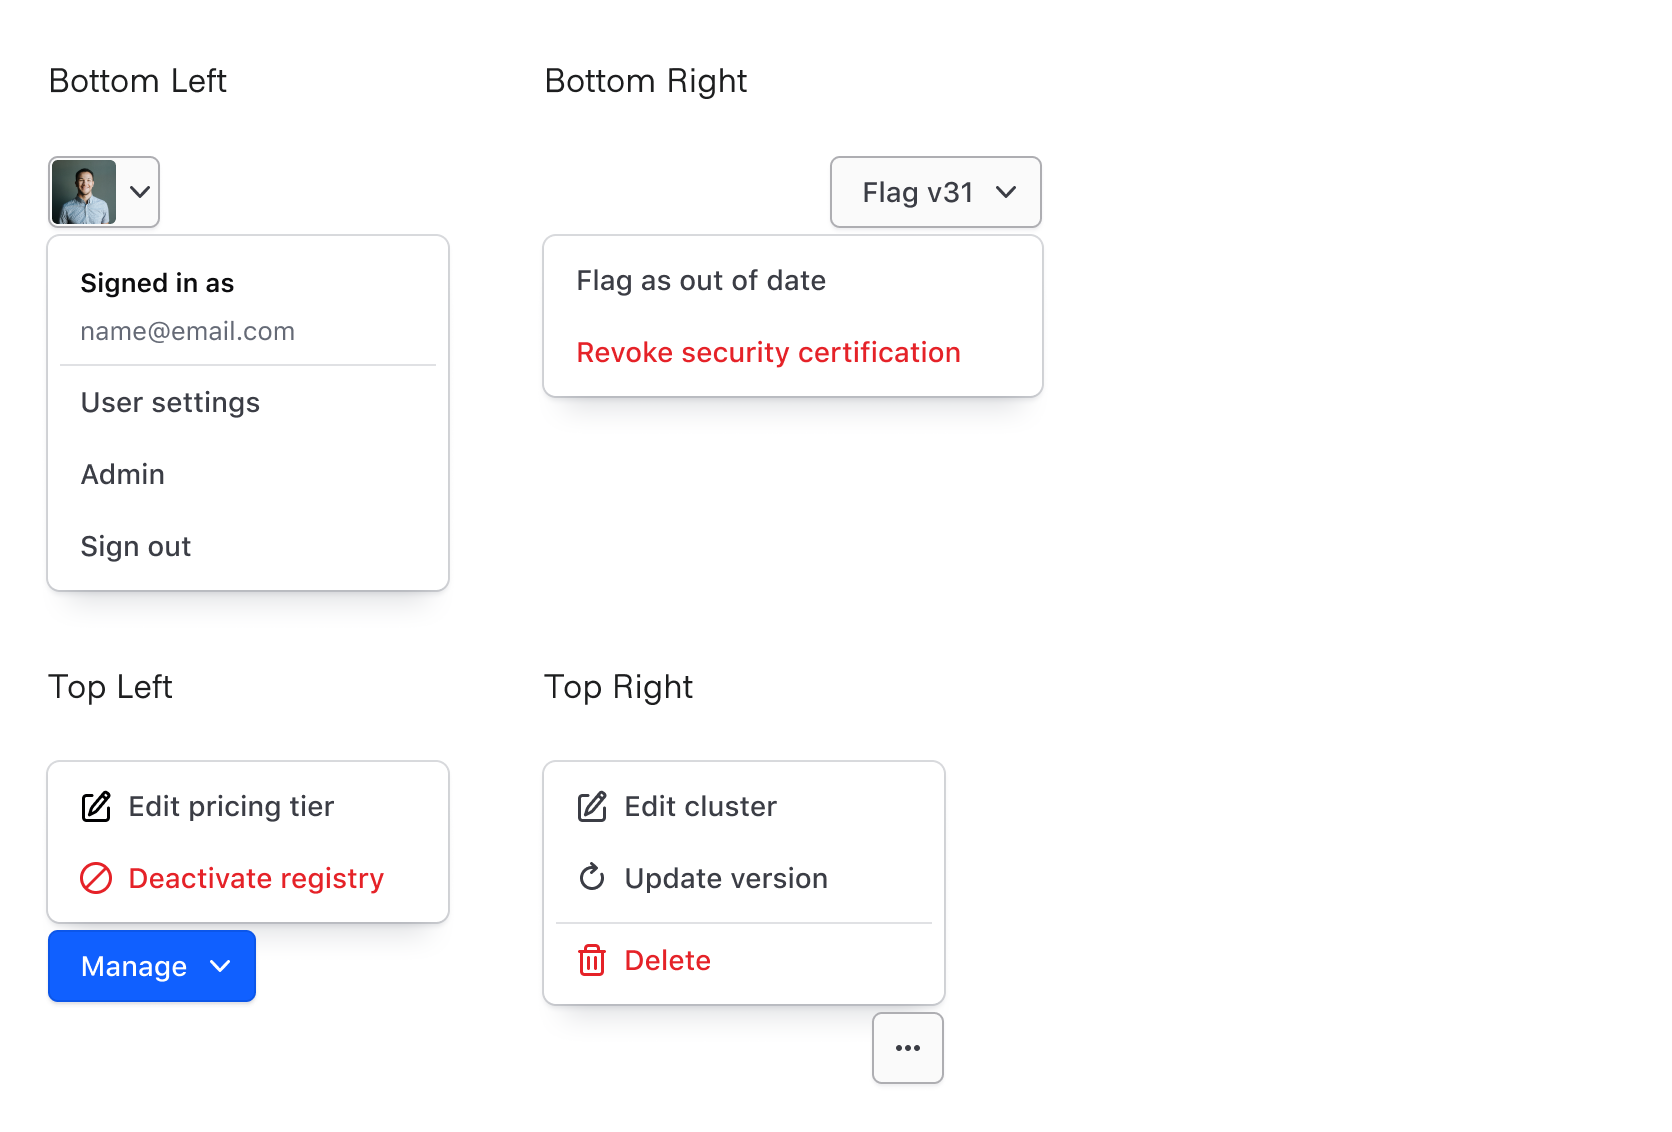 Bottom Left
Bottom Right
Flag v31
Signed in as
name@email.com
User settings
Admin
Sign out
Flag as out of date
Revoke security certification
Top Left
Top Right
Edit pricing tier
Deactivate registry
Manage
Edit cluster
Update version
Delete